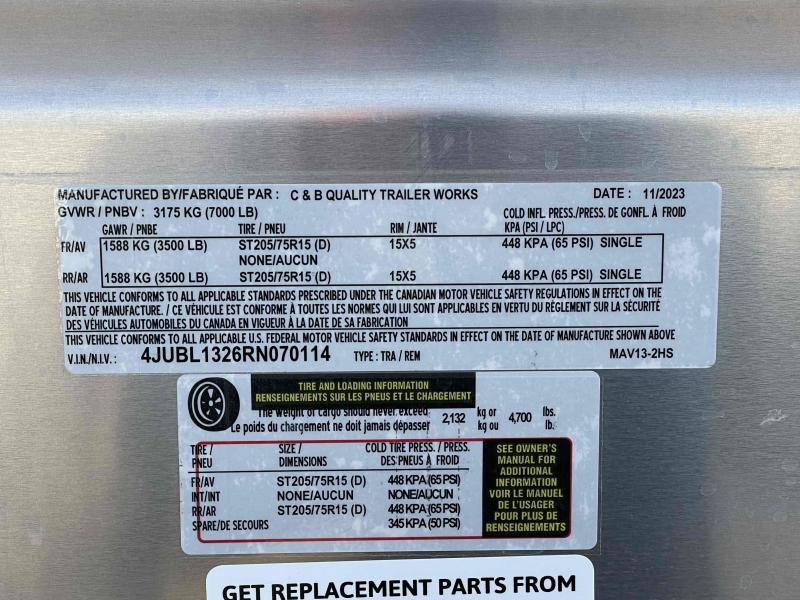 MANUFACTURED BY/FABRIQUÉ PAR : C & B QUALITY TRAILER WORKS DATE : 11/2023
GVWR / PNBV : 3175 KG (7000 LB) COLD INFL. PRESS./PRESS. DE GONFL. À FROID
GAWR / PNBE TIRE / PNEU RIM / JANTE KPA (PSI / LPC)
FR/AV 1588 KG (3500 LB) ST205/75R15 (D) 15X5 448 KPA (65 PSI) SINGLE
NONE/AUCUN
RR/AR 1588 KG (3500 LB) ST205/75R15 (D) 15X5 448 KPA (65 PSI) SINGLE
THIS VEHICLE CONFORMS TO ALL APPLICABLE STANDARDS PRESCRIBED UNDER THE CANADIAN MOTOR VEHICLE SAFETY REGULATIONS IN EFFECT ON THE
DATE OF MANUFACTURE. / CE VÉHICULE EST CONFORME À TOUTES LES NORMES QUI LUI SONT APPLICABLES EN VERTU DU RÉGLEMENT SUR LA SÉCURITÉ
DES VÉHICULES AUTOMOBILES DU CANADA EN VIGUEUR À LA DATE DE SA FABRICATION
THIS VEHICLE CONFORMS TO ALL APPLICABLE U.S. FEDERAL MOTOR VEHICLE SAFETY STANDARDS IN EFFECT ON THE DATE OF MANUFACTURE SHOWN ABOVE
V.I.N./N.I.V.: 4JUBL1326RN070114 TYPE : TRA / REM MAV13-2HS
TIRE AND LOADING INFORMATION
RENSEIGNEMENTS SUR LES PNEUS ET LE CHARGEMENT
The weight of cargo should never exceed 2,132 kg or 4,700 lbs.
Le poids du chargement ne doit jamais dépasser kg ou lb.
TIRE / SIZE / COLD TIRE PRESS. / PRESS.
PNEU DIMENSIONS DES PNEUS À FROID
FR/AV ST205/75R15 (D) 448 KPA (65 PSI)
INT/INT NONE/AUCUN NONE/AUCUN
RR/AR ST205/75R15 (D) 448 KPA (65 PSI)
SPARE/DE SECOURS 345 KPA (50 PSI)
SEE OWNER'S
MANUAL FOR
ADDITIONAL
INFORMATION
VOIR LE MANUEL
DE L'USAGER
POUR PLUS DE
RENSEIGNEMENTS
GET REPLACEMENT PARTS FROM